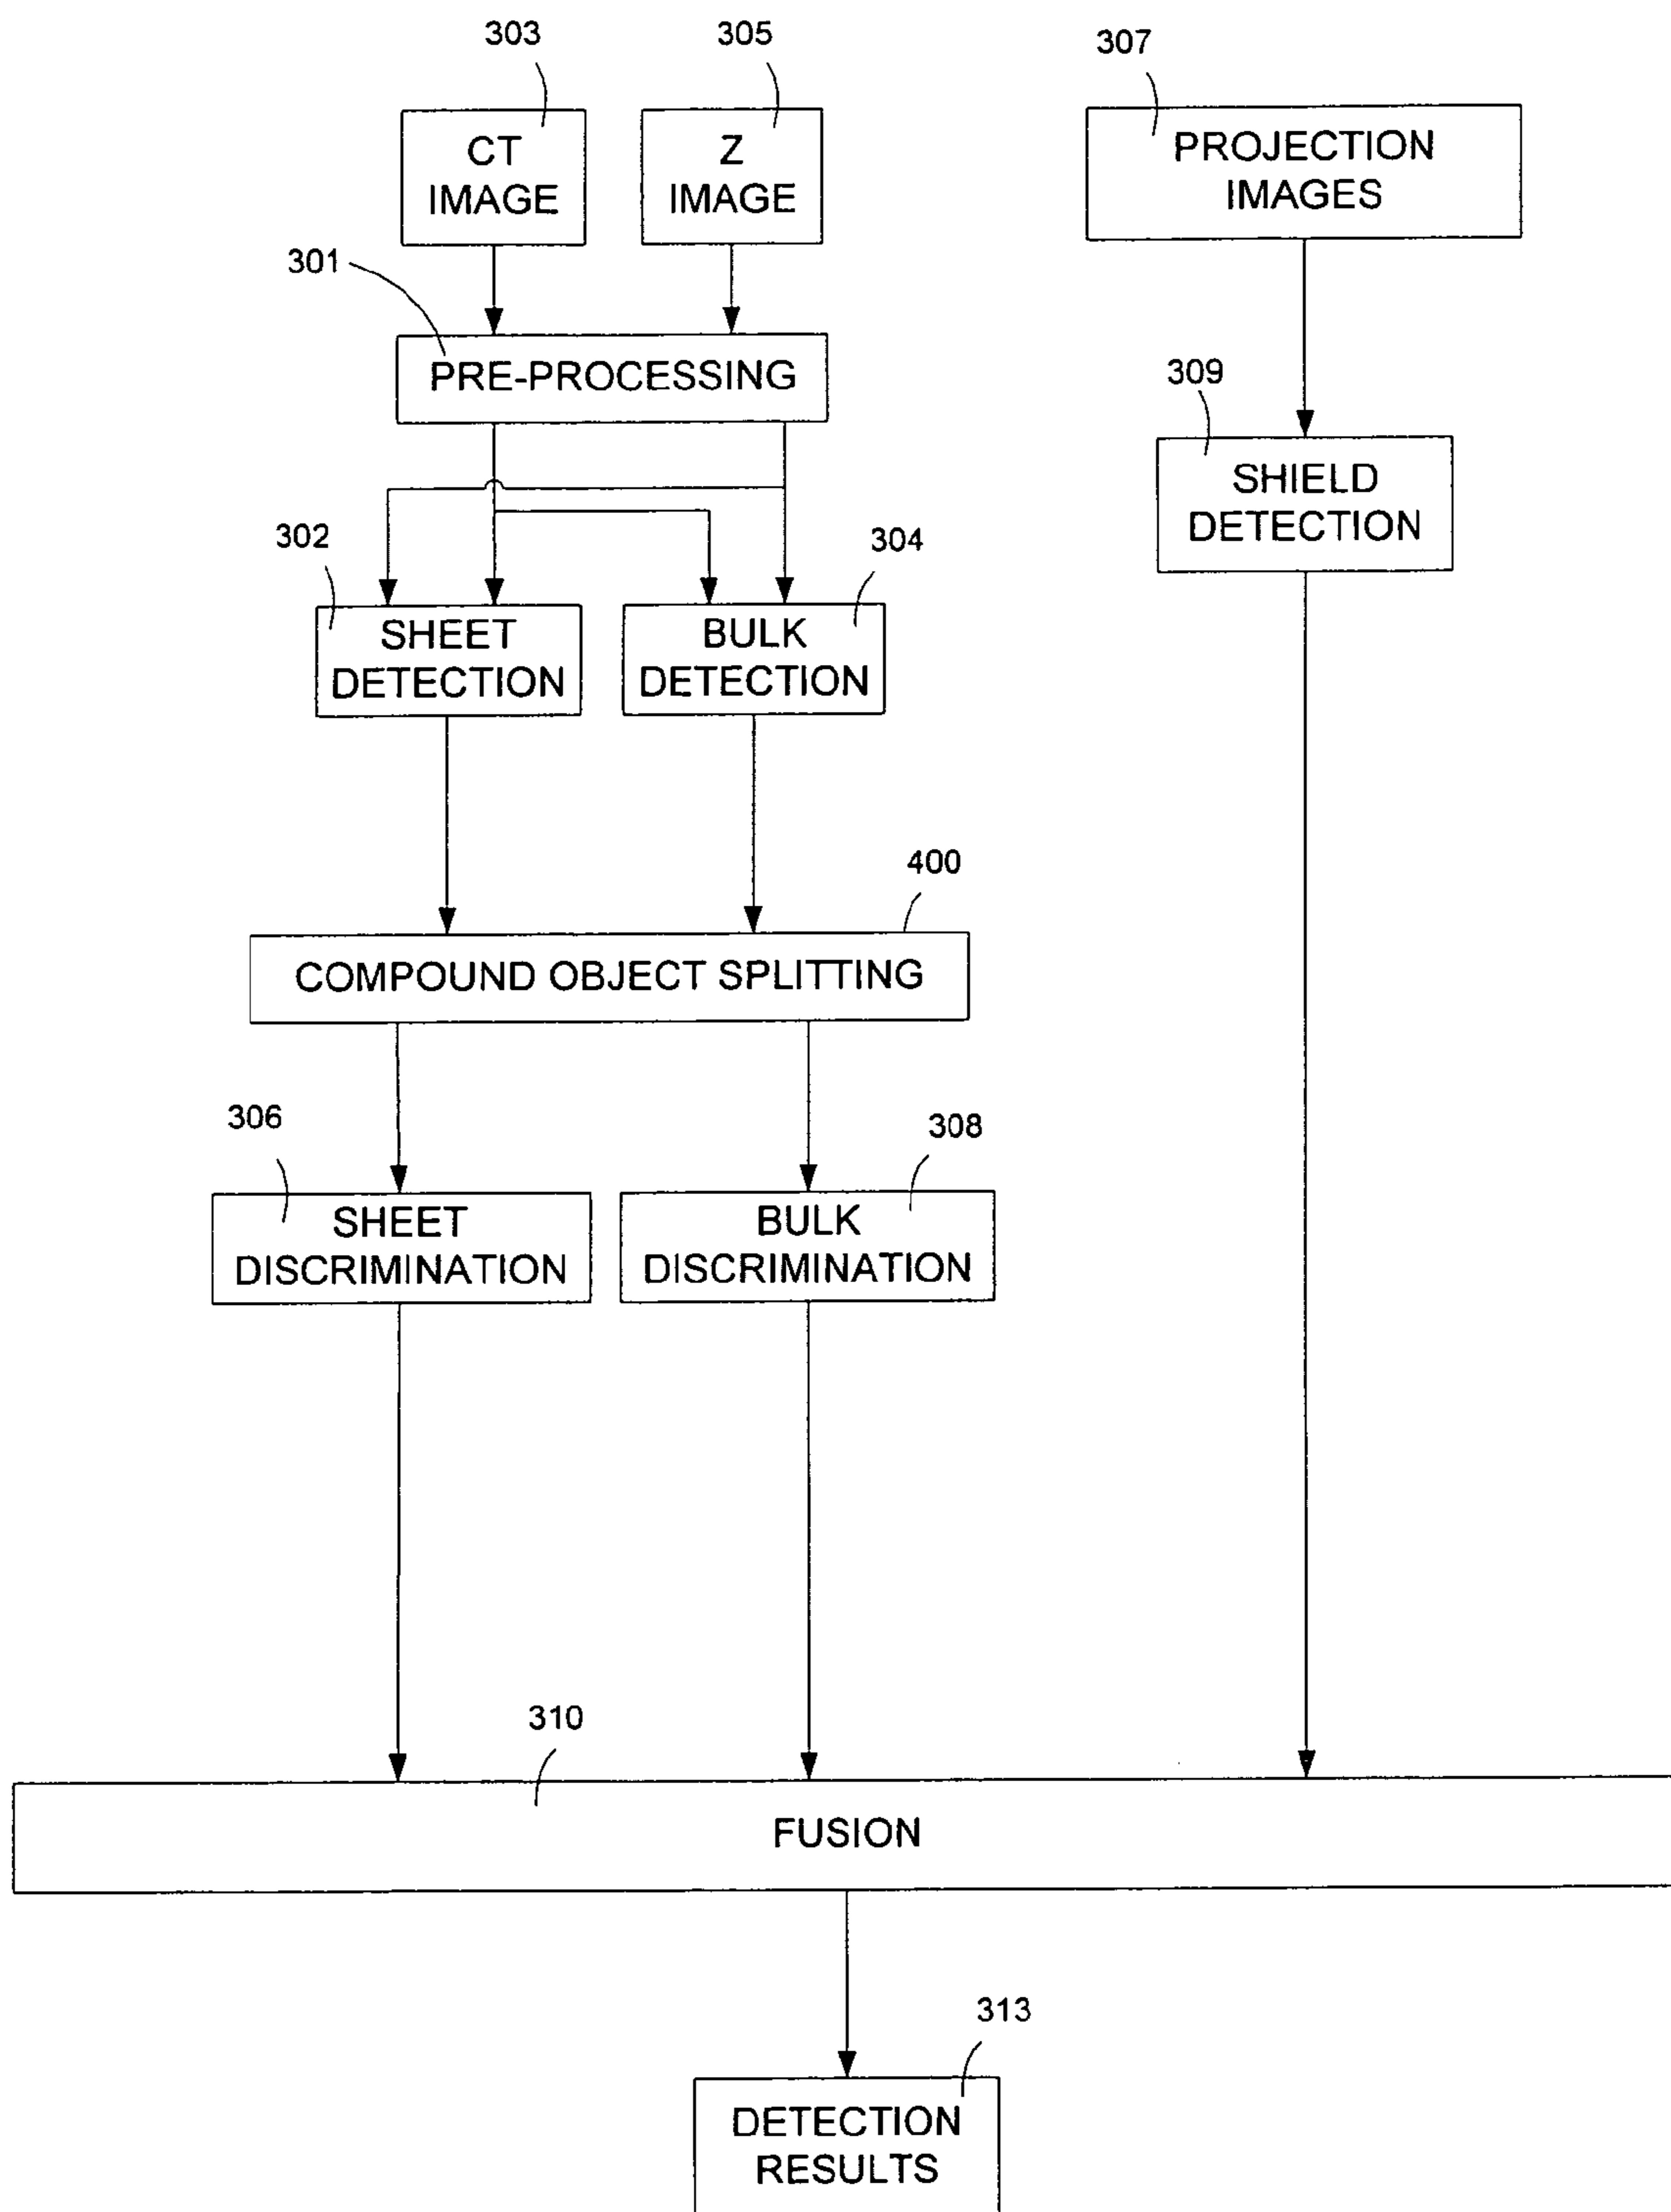 303
305
307
CT
IMAGE
Z
IMAGE
PROJECTION
IMAGES
301
PRE-PROCESSING
309
SHIELD
DETECTION
302
304
SHEET
DETECTION
BULK
DETECTION
400
COMPOUND OBJECT SPLITTING
306
308
SHEET
DISCRIMINATION
BULK
DISCRIMINATION
310
FUSION
313
DETECTION
RESULTS